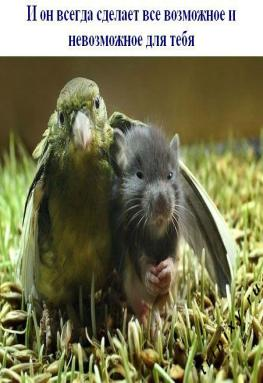 И он всегда сделает все возможное и
невозможное для тебя